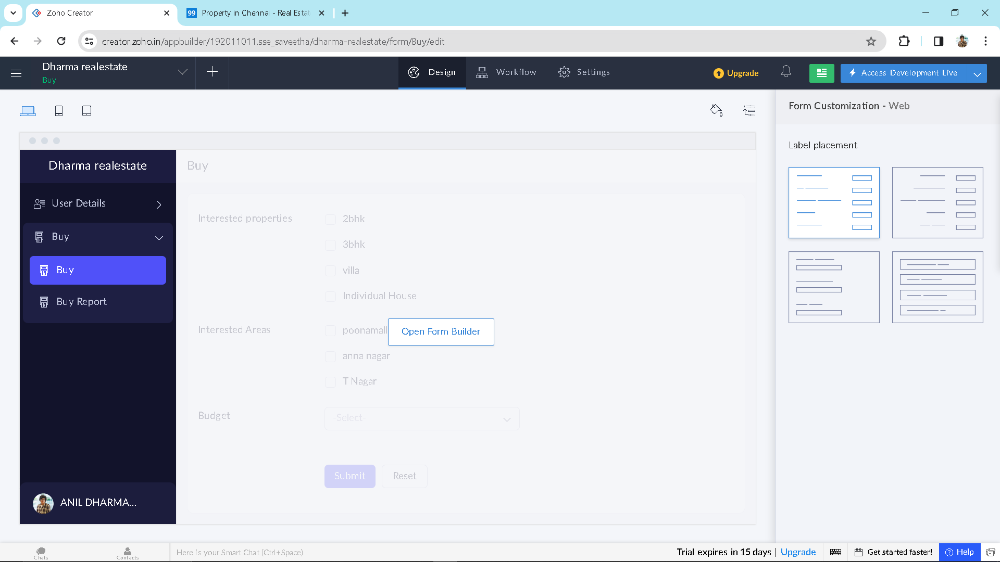 Zoho Creator
99 Property in Chennai - Real Esta
creator.zoho.in/appbuilder/192011011.sse_saveetha/dharma-realestate/form/Buy/edit
Dharma realestate
Buy
Design
Workflow
Settings
Upgrade
Access Development Live
Form Customization - Web
Label placement
Dharma realestate
User Details
Buy
Buy
Buy Report
ANIL DHARMA...
Buy
Interested properties
2bhk
3bhk
villa
Individual House
Interested Areas
poonamall
Open Form Builder
anna nagar
T Nagar
Budget
-Select-
Submit
Reset
Chats
Contacts
Here is your Smart Chat (Ctrl+Space)
Trial expires in 15 days | Upgrade
Get started faster!
Help